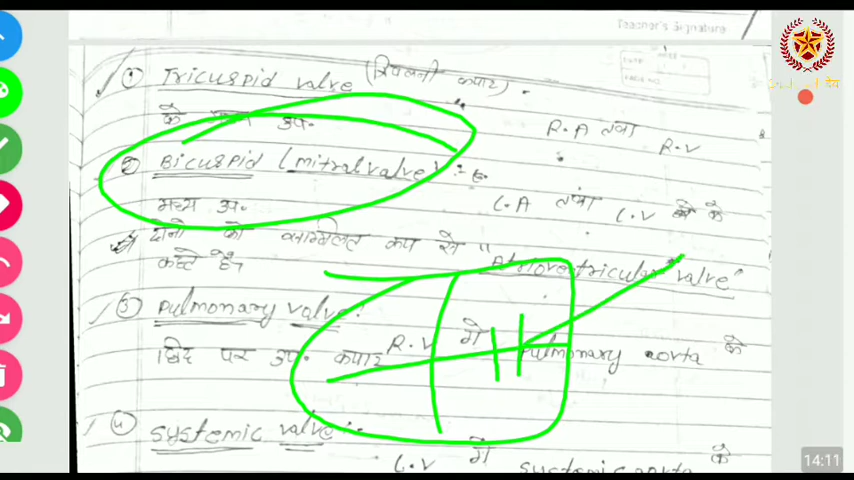 Teacher's Signature
① Tricuspid valve (त्रिवलनी कपाट).
के मध्य उप. R.A तथा R.V
② Bicuspid (mitral valve) :-
मध्य उप. L.A तथा L.V के
दोनो को सम्मिलित रूप से "Atrioventricular valve"
कहते है।
③ Pulmonary valve:
छिद्र पर उप. कपाट R.V में Pulmonary aorta के
④ Systemic valve:-
L.V में systemic aorta के
14:11